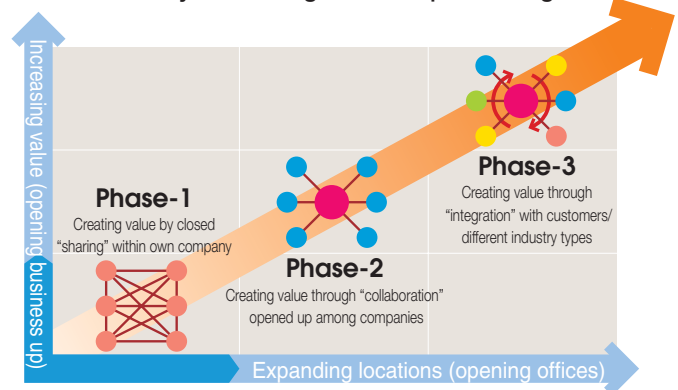 Increasing value (opening business up)
Phase-1
Creating value by closed
“sharing” within own company
Phase-2
Creating value through “collaboration”
opened up among companies
Phase-3
Creating value through
“integration” with customers/
different industry types
Expanding locations (opening offices)